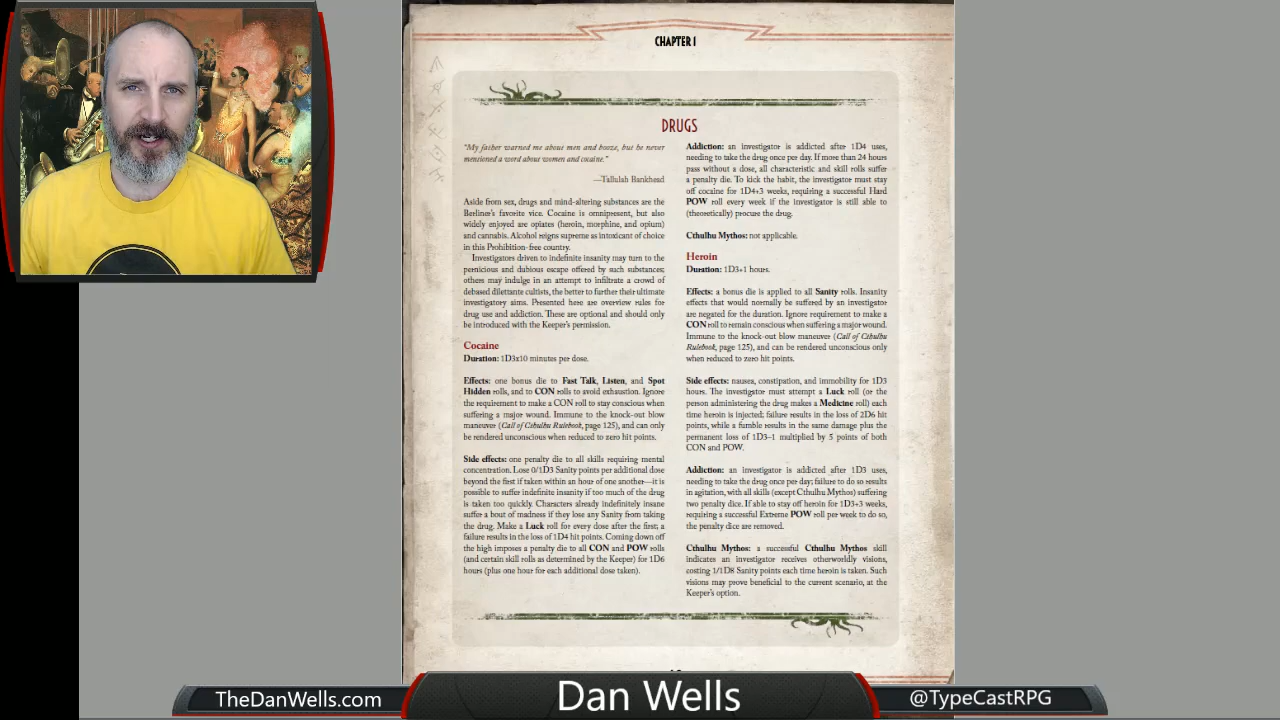 CHAPTER 1
DRUGS
"My father warned me about men and booze, but he never
mentioned a word about women and cocaine."
—Tallulah Bankhead
Aside from sex, drugs and mind-altering substances are the
Berliner's favorite vice. Cocaine is omnipresent, but also
widely enjoyed are opiates (heroin, morphine, and opium)
and cannabis. Alcohol reigns supreme as intoxicant of choice
in this Prohibition-free country.
Investigators driven to indefinite insanity may turn to the
pernicious and dubious escape offered by such substances;
others may indulge in an attempt to infiltrate a crowd of
debased dilettante cultists, the better to further their ultimate
investigatory aims. Presented here are overview rules for
drug use and addiction. These are optional and should only
be introduced with the Keeper's permission.
Cocaine
Duration: 1D3x10 minutes per dose.
Effects: one bonus die to Fast Talk, Listen, and Spot
Hidden rolls, and to CON rolls to avoid exhaustion. Ignore
the requirement to make a CON roll to stay conscious when
suffering a major wound. Immune to the knock-out blow
maneuver (Call of Cthulhu Rulebook, page 125), and can only
be rendered unconscious when reduced to zero hit points.
Side effects: one penalty die to all skills requiring mental
concentration. Lose 0/1D3 Sanity points per additional dose
beyond the first if taken within an hour of one another—it is
possible to suffer indefinite insanity if too much of the drug
is taken too quickly. Characters already indefinitely insane
suffer a bout of madness if they lose any Sanity from taking
the drug. Make a Luck roll for every dose after the first; a
failure results in the loss of 1D4 hit points. Coming down off
the high imposes a penalty die to all CON and POW rolls
(and certain skill rolls as determined by the Keeper) for 1D6
hours (plus one hour for each additional dose taken).
Addiction: an investigator is addicted after 1D4 uses,
needing to take the drug once per day. If more than 24 hours
pass without a dose, all characteristic and skill rolls suffer
a penalty die. To kick the habit, the investigator must stay
off cocaine for 1D4+3 weeks, requiring a successful Hard
POW roll every week if the investigator is still able to
(theoretically) procure the drug.
Cthulhu Mythos: not applicable.
Heroin
Duration: 1D3+1 hours.
Effects: a bonus die is applied to all Sanity rolls. Insanity
effects that would normally be suffered by an investigator
are negated for the duration. Ignore requirement to make a
CON roll to remain conscious when suffering a major wound.
Immune to the knock-out blow maneuver (Call of Cthulhu
Rulebook, page 125), and can be rendered unconscious only
when reduced to zero hit points.
Side effects: nausea, constipation, and immobility for 1D3
hours. The investigator must attempt a Luck roll (or the
person administering the drug makes a Medicine roll) each
time heroin is injected; failure results in the loss of 2D6 hit
points, while a fumble results in the same damage plus the
permanent loss of 1D3–1 multiplied by 5 points of both
CON and POW.
Addiction: an investigator is addicted after 1D3 uses,
needing to take the drug once per day; failure to do so results
in agitation, with all skills (except Cthulhu Mythos) suffering
two penalty dice. If able to stay off heroin for 1D3+3 weeks,
requiring a successful Extreme POW roll per week to do so,
the penalty dice are removed.
Cthulhu Mythos: a successful Cthulhu Mythos skill
indicates an investigator receives otherworldly visions,
costing 1/1D8 Sanity points each time heroin is taken. Such
visions may prove beneficial to the current scenario, at the
Keeper's option.
TheDanWells.com
Dan Wells
@TypeCastRPG